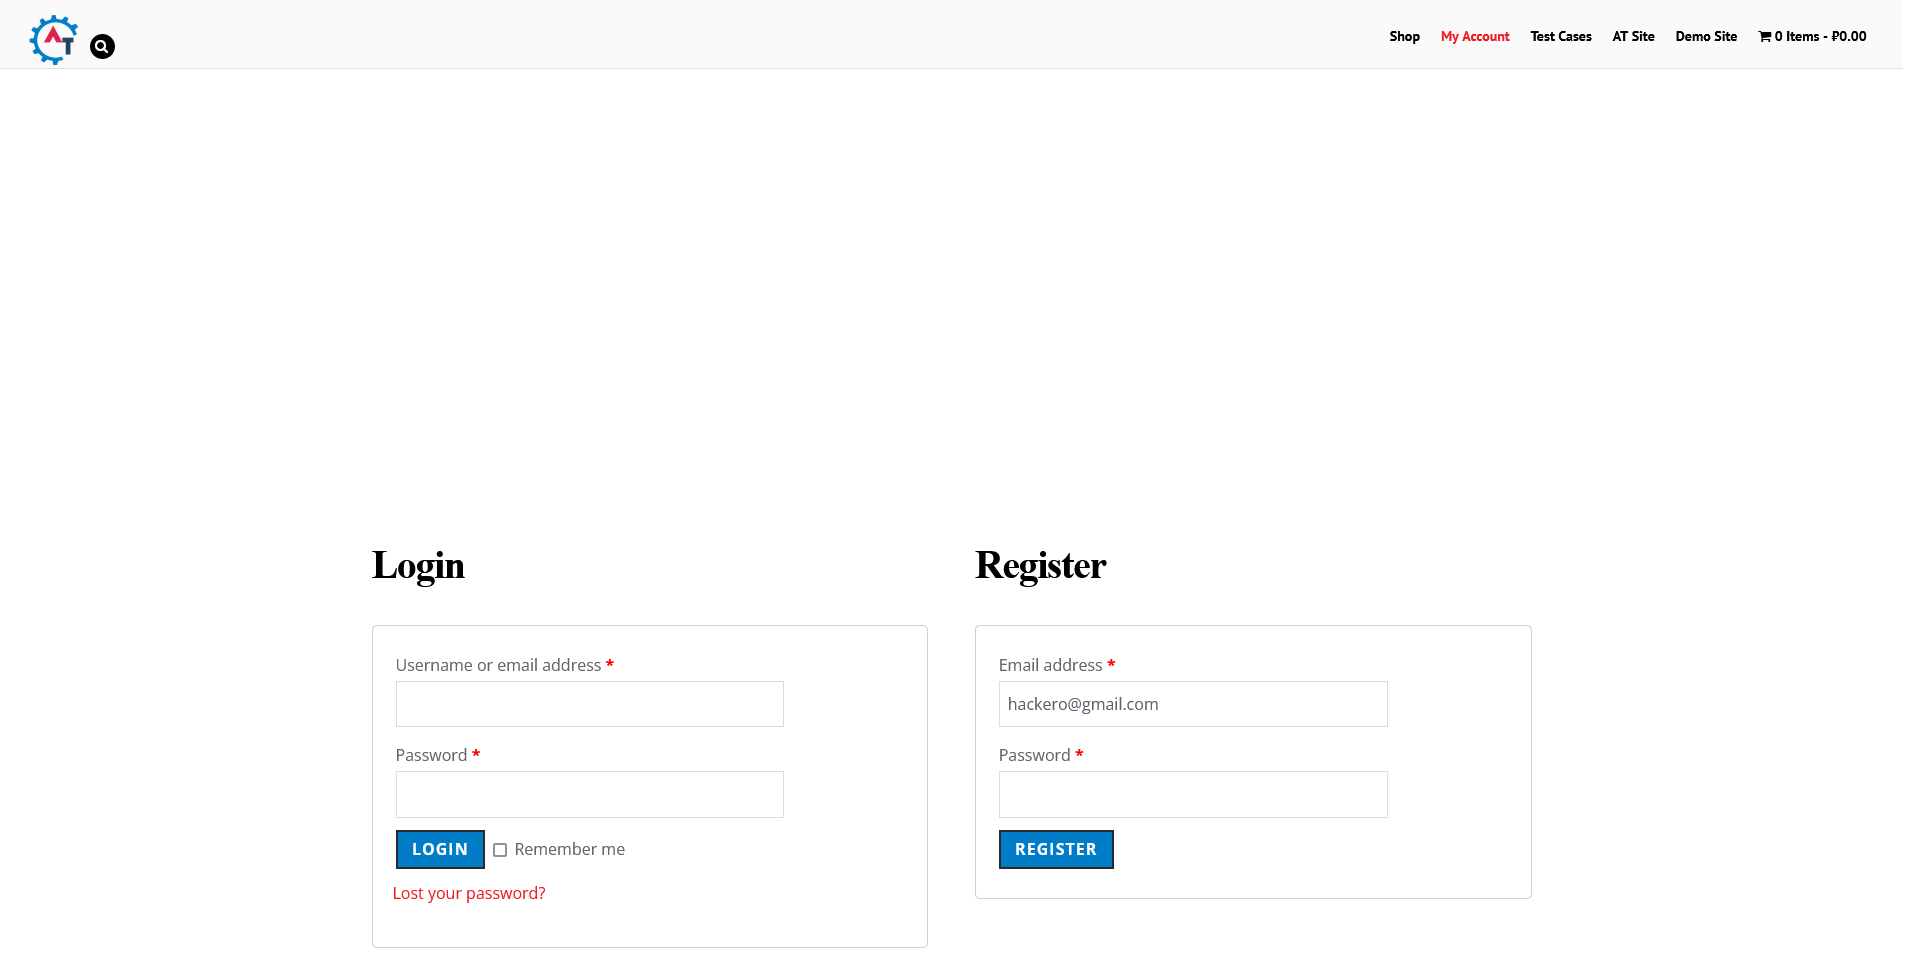 AT
Shop My Account Test Cases AT Site Demo Site 0 Items - ₽0.00
Login
Username or email address *
Password *
LOGIN Remember me
Lost your password?
Register
Email address *
hackero@gmail.com
Password *
REGISTER